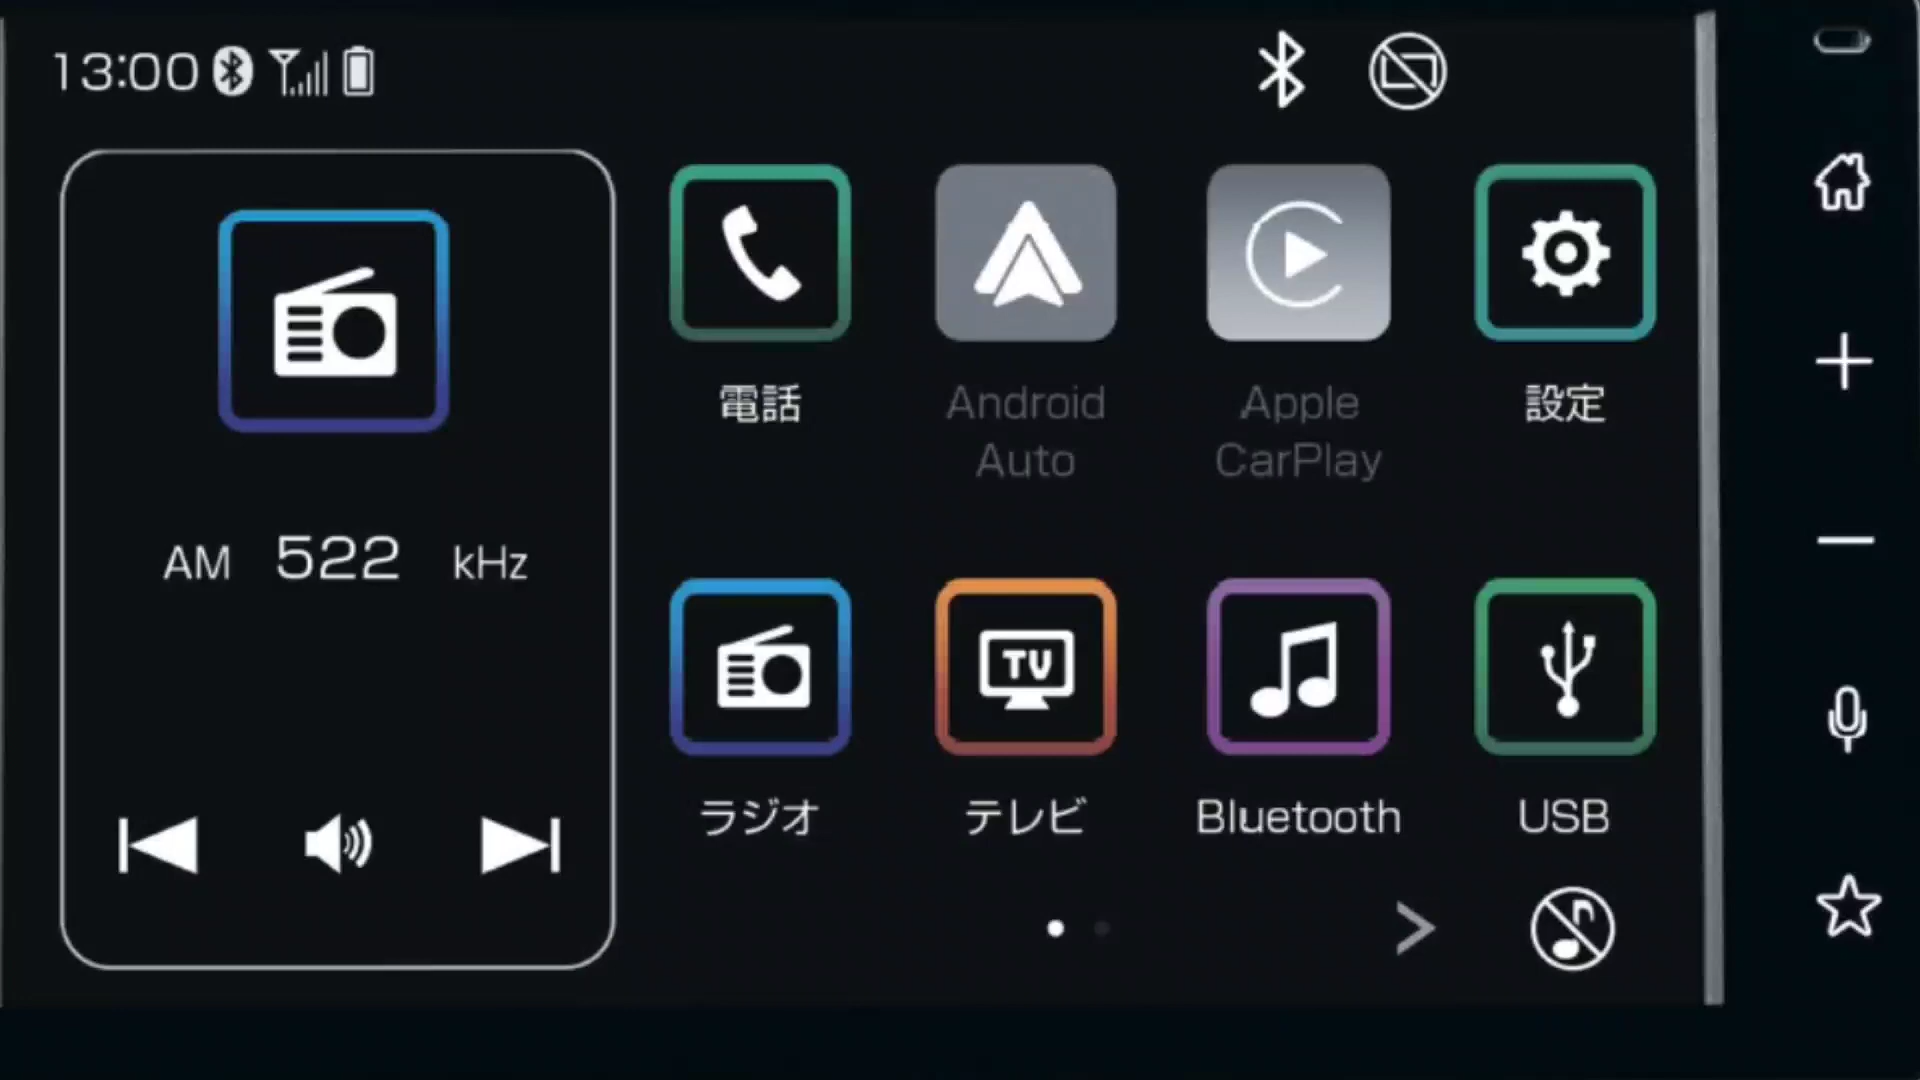 13:00
AM 522 kHz
電話
Android
Auto
Apple
CarPlay
設定
ラジオ
TV
テレビ
Bluetooth
USB